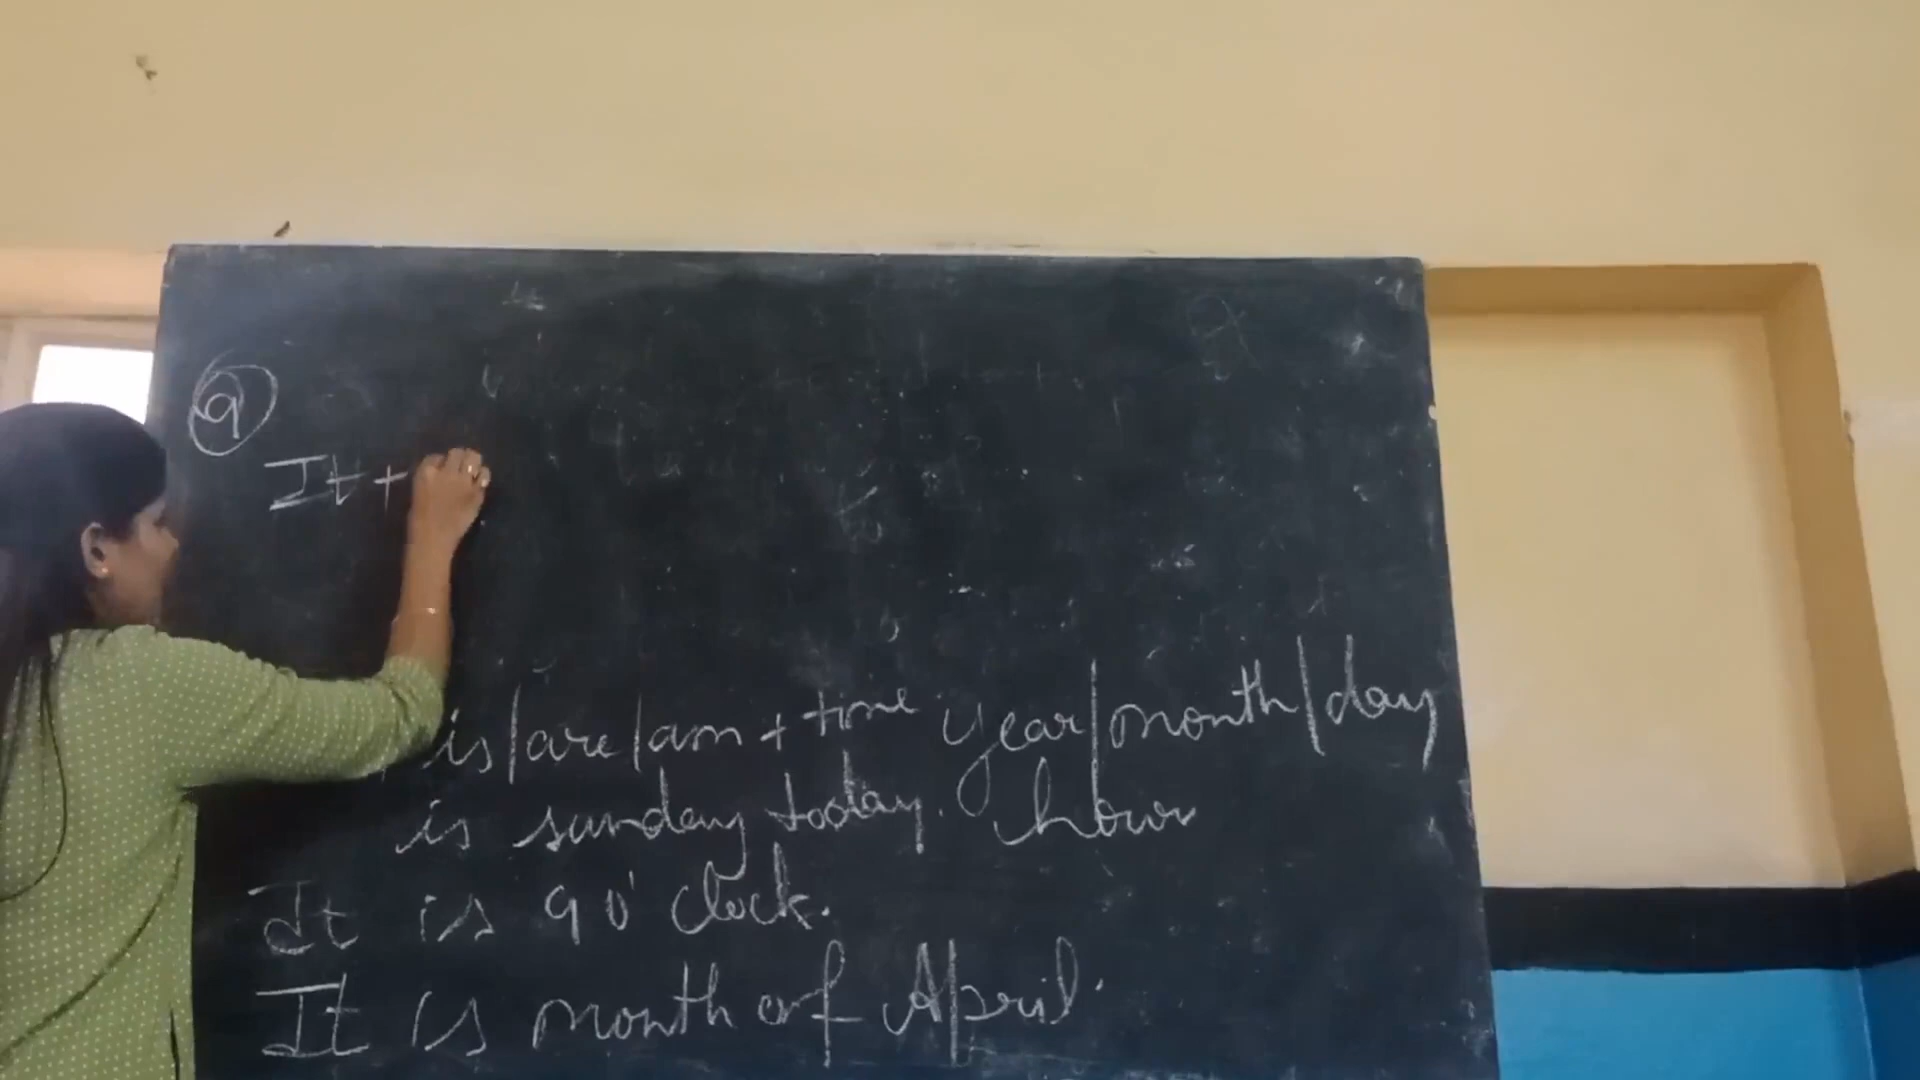 9
It +
is/are/am + time year/month/day
is sunday today. hour
It is 9 0' clock.
It is month of April.